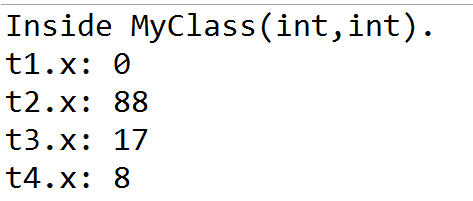 Inside MyClass(int,int).
t1.x: 0
t2.x: 88
t3.x: 17
t4.x: 8